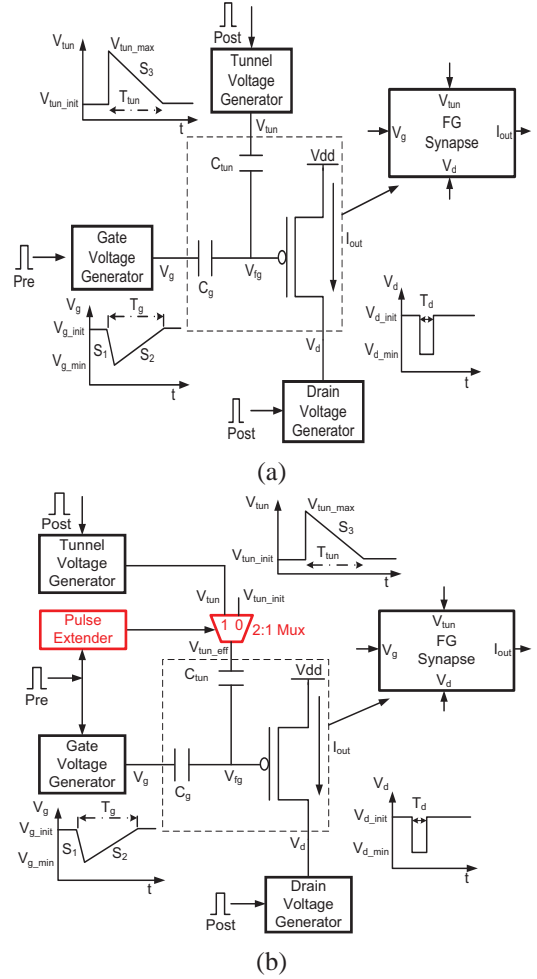 Post
V_tun
V_tun_max
S_3
V_tun_init
T_tun
t
Tunnel
Voltage
Generator
V_tun
C_tun
Vdd
V_tun
V_g
FG
Synapse
I_out
V_d
Gate
Voltage
Generator
Pre
V_g
C_g
V_fg
I_out
V_g
T_g
V_g_init
S_1
S_2
V_g_min
t
V_d
T_d
V_d_init
V_d_min
t
V_d
Post
Drain
Voltage
Generator
(a)
Post
Tunnel
Voltage
Generator
V_tun
V_tun_max
S_3
V_tun_init
T_tun
t
V_tun
V_tun_init
Pulse
Extender
1 0
2:1 Mux
V_tun_eff
Pre
C_tun
Vdd
V_tun
V_g
FG
Synapse
I_out
V_d
Gate
Voltage
Generator
V_g
C_g
V_fg
I_out
V_g
T_g
V_g_init
S_1
S_2
V_g_min
t
V_d
T_d
V_d_init
V_d_min
t
V_d
Post
Drain
Voltage
Generator
(b)